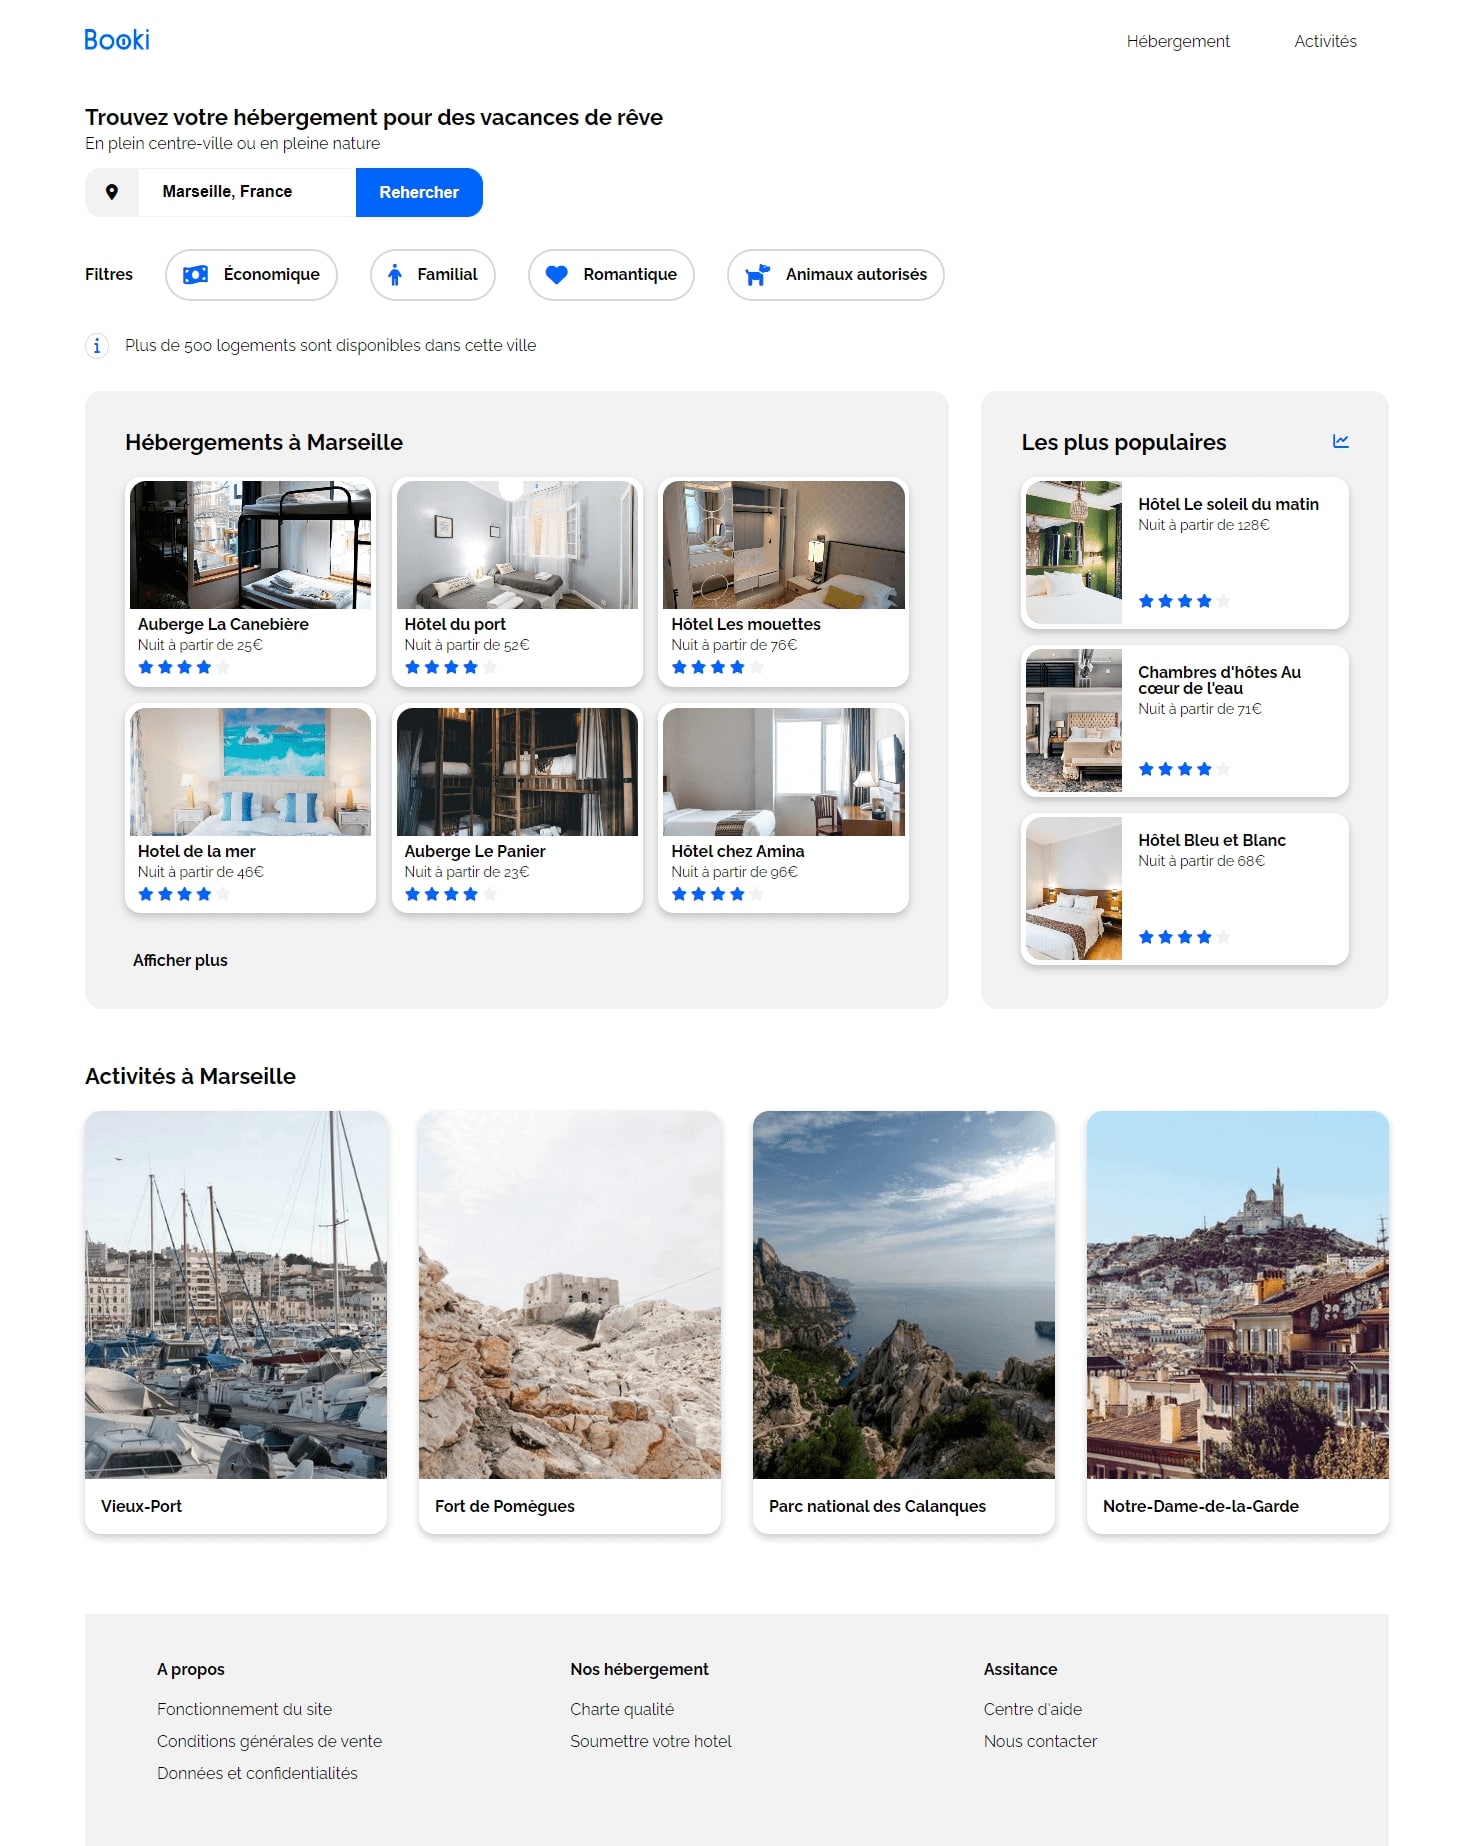 Booki
Hébergement
Activités
Trouvez votre hébergement pour des vacances de rêve
En plein centre-ville ou en pleine nature
Marseille, France
Rehercher
Filtres
Économique
Familial
Romantique
Animaux autorisés
Plus de 500 logements sont disponibles dans cette ville
Hébergements à Marseille
Auberge La Canebière
Nuit à partir de 25€
Hôtel du port
Nuit à partir de 52€
Hôtel Les mouettes
Nuit à partir de 76€
Hotel de la mer
Nuit à partir de 46€
Auberge Le Panier
Nuit à partir de 23€
Hôtel chez Amina
Nuit à partir de 96€
Afficher plus
Les plus populaires
Hôtel Le soleil du matin
Nuit à partir de 128€
Chambres d'hôtes Au
cœur de l'eau
Nuit à partir de 71€
Hôtel Bleu et Blanc
Nuit à partir de 68€
Activités à Marseille
Vieux-Port
Fort de Pomègues
Parc national des Calanques
Notre-Dame-de-la-Garde
A propos
Fonctionnement du site
Conditions générales de vente
Données et confidentialités
Nos hébergement
Charte qualité
Soumettre votre hotel
Assitance
Centre d'aide
Nous contacter